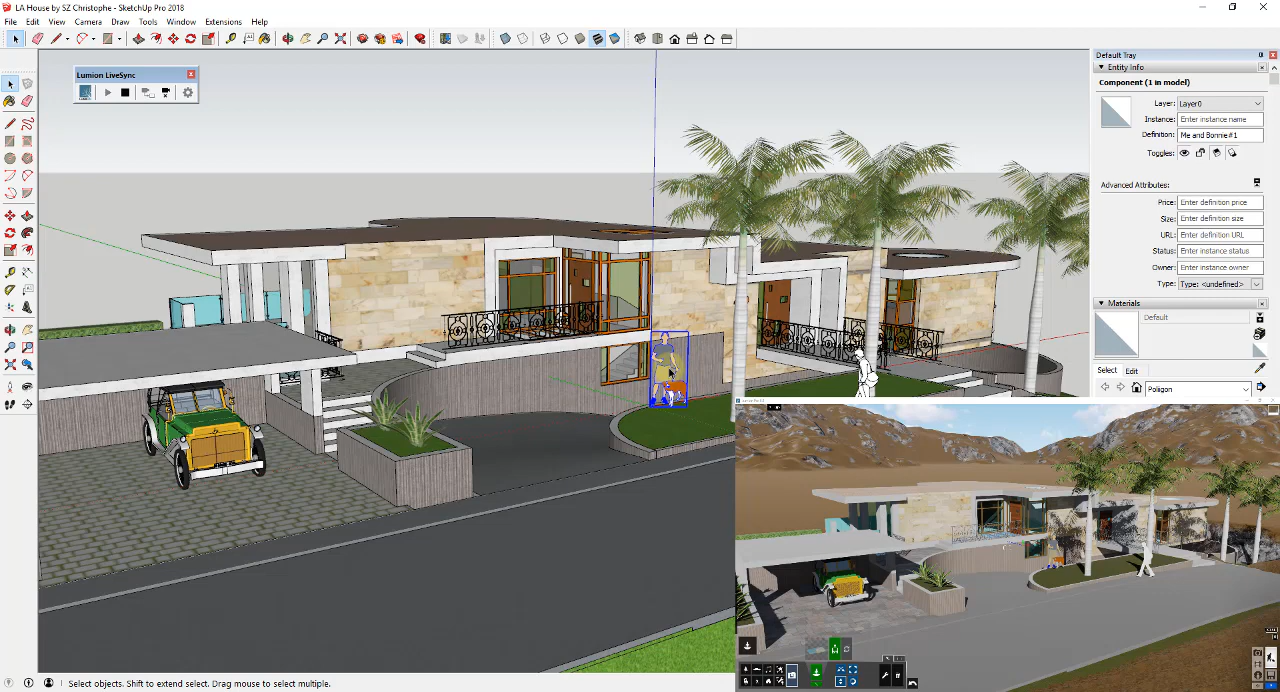 LA House by SZ Christophe - SketchUp Pro 2018
File Edit View Camera Draw Tools Window Extensions Help
Lumion LiveSync
Default Tray
Entity Info
Component (1 in model)
Layer: Layer0
Instance: Enter instance name
Definition: Me and Bonnie#1
Toggles:
Advanced Attributes:
Price: Enter definition price
Size: Enter definition size
URL: Enter definition URL
Status: Enter instance status
Owner: Enter instance owner
Type: Type: <undefined>
Materials
Default
Select Edit
Poliigon
Select objects. Shift to extend select. Drag mouse to select multiple.